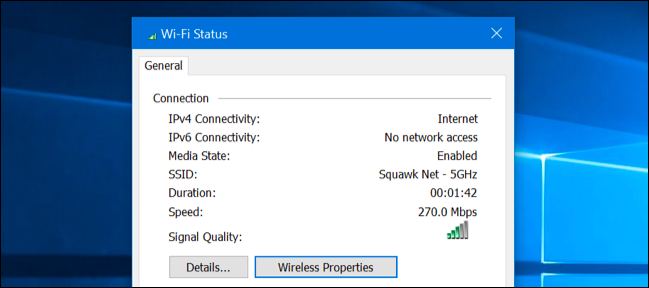 Wi-Fi Status
General
Connection
IPv4 Connectivity: Internet
IPv6 Connectivity: No network access
Media State: Enabled
SSID: Squawk Net - 5GHz
Duration: 00:01:42
Speed: 270.0 Mbps
Signal Quality:
Details... Wireless Properties